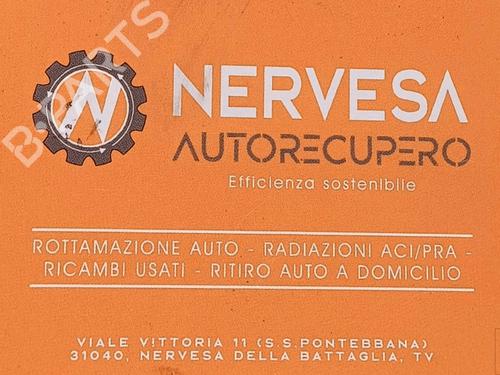 B-PARTS
N
NERVESA
AUTORECUPERO
Efficienza sostenibile
ROTTAMAZIONE AUTO - RADIAZIONI ACI/PRA -
RICAMBI USATI - RITIRO AUTO A DOMICILIO
VIALE VITTORIA 11 (S.S.PONTEBBANA)
31040, NERVESA DELLA BATTAGLIA, TV